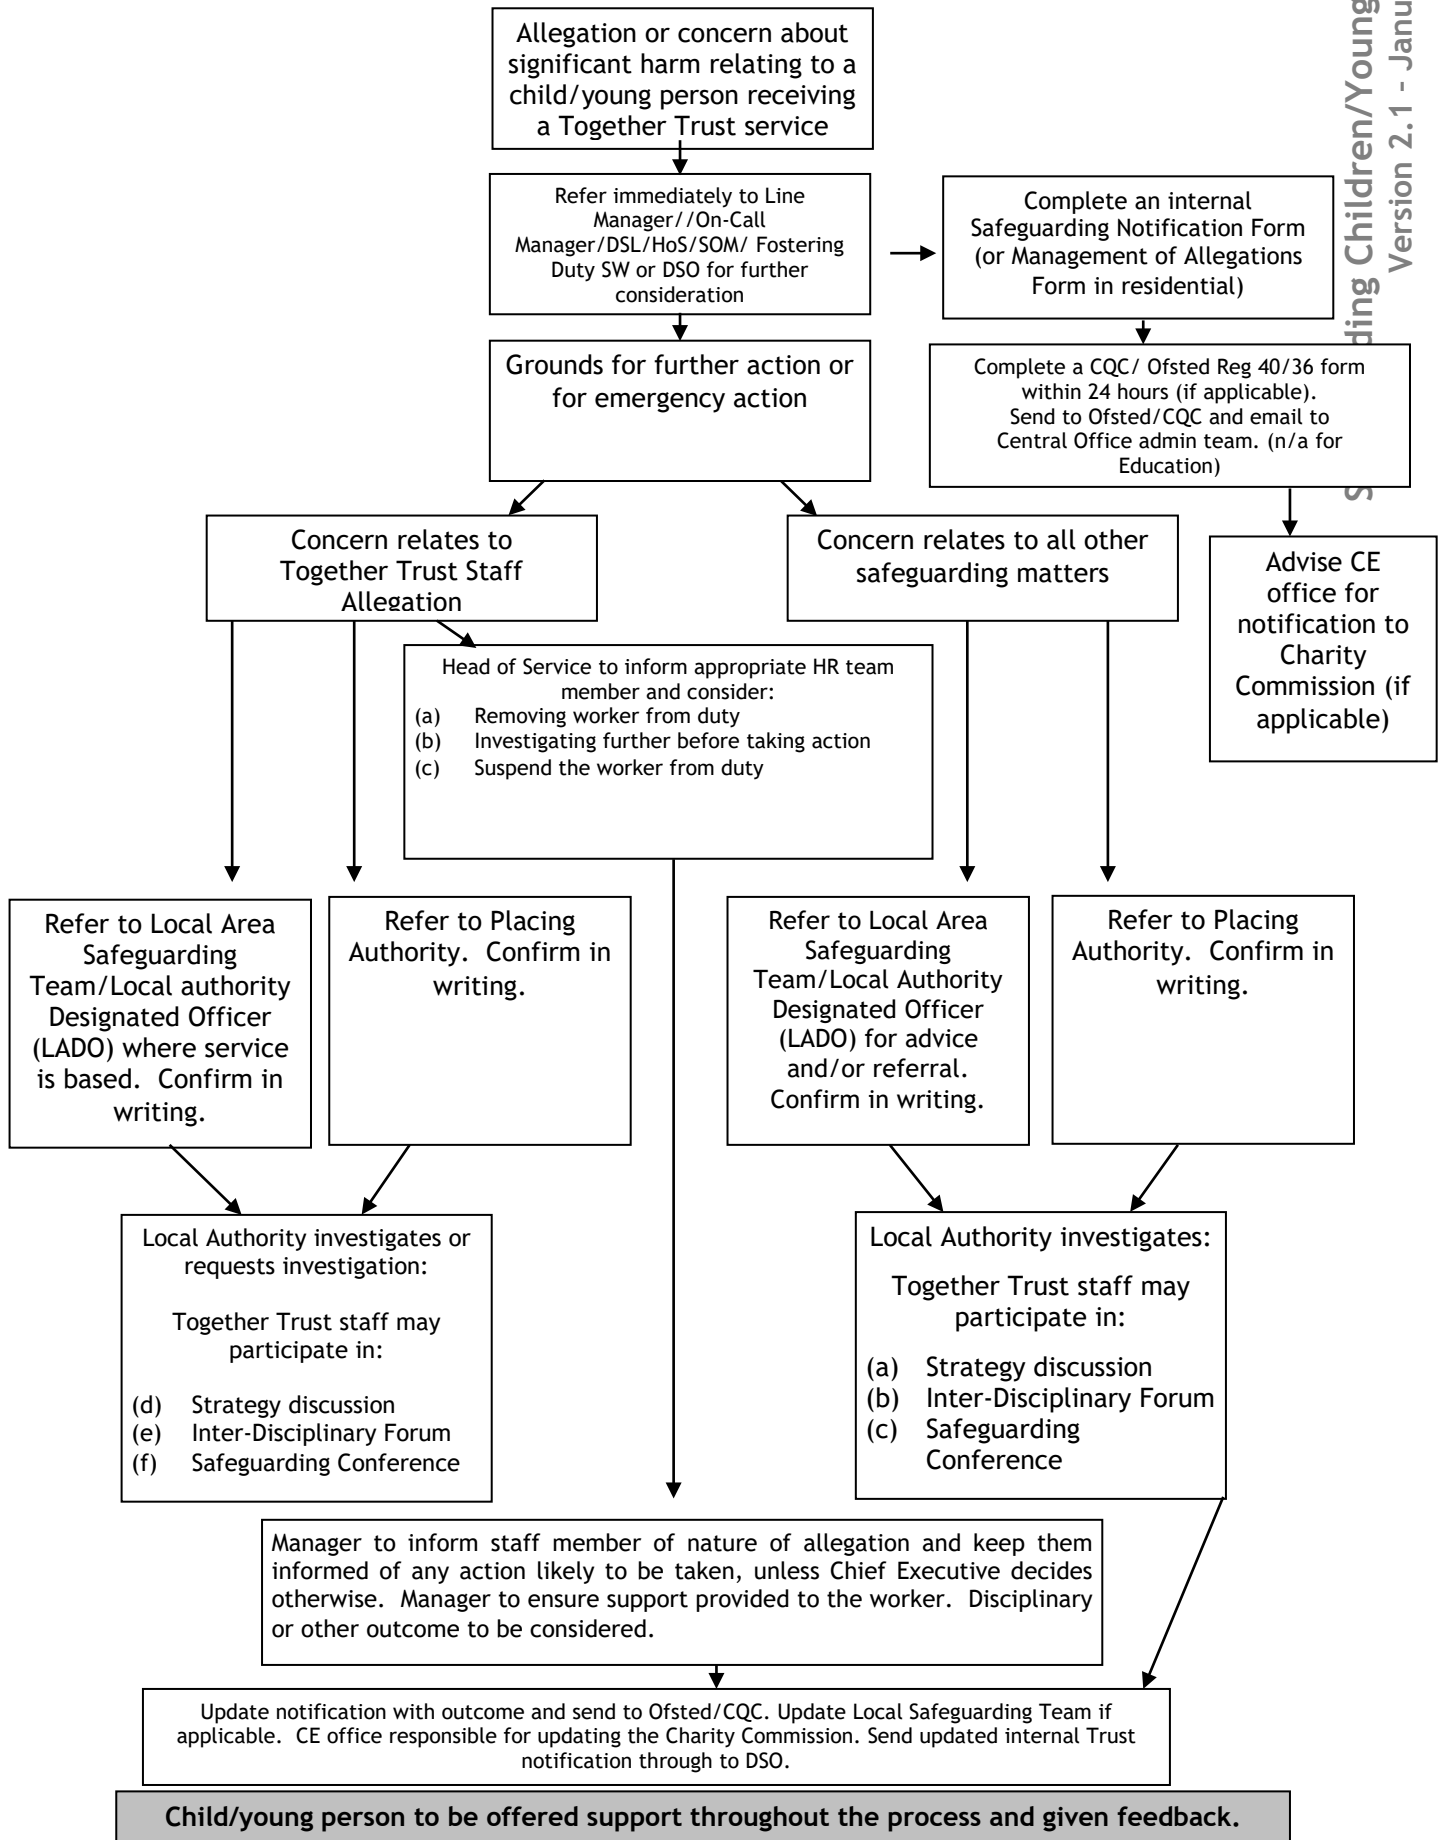 Allegation or concern about
significant harm relating to a
child/young person receiving
a Together Trust service
Refer immediately to Line
Manager//On-Call
Manager/DSL/HoS/SOM/ Fostering
Duty SW or DSO for further
consideration
Complete an internal
Safeguarding Notification Form
(or Management of Allegations
Form in residential)
Grounds for further action or
for emergency action
Complete a CQC/ Ofsted Reg 40/36 form
within 24 hours (if applicable).
Send to Ofsted/CQC and email to
Central Office admin team. (n/a for
Education)
Concern relates to
Together Trust Staff
Allegation
Concern relates to all other
safeguarding matters
Advise CE
office for
notification to
Charity
Commission (if
applicable)
Head of Service to inform appropriate HR team
member and consider:
(a) Removing worker from duty
(b) Investigating further before taking action
(c) Suspend the worker from duty
Refer to Local Area
Safeguarding
Team/Local authority
Designated Officer
(LADO) where service
is based. Confirm in
writing.
Refer to Placing
Authority. Confirm in
writing.
Refer to Local Area
Safeguarding
Team/Local Authority
Designated Officer
(LADO) for advice
and/or referral.
Confirm in writing.
Refer to Placing
Authority. Confirm in
writing.
Local Authority investigates or
requests investigation:
Together Trust staff may
participate in:
(d) Strategy discussion
(e) Inter-Disciplinary Forum
(f) Safeguarding Conference
Local Authority investigates:
Together Trust staff may
participate in:
(a) Strategy discussion
(b) Inter-Disciplinary Forum
(c) Safeguarding
Conference
Manager to inform staff member of nature of allegation and keep them
informed of any action likely to be taken, unless Chief Executive decides
otherwise. Manager to ensure support provided to the worker. Disciplinary
or other outcome to be considered.
Update notification with outcome and send to Ofsted/CQC. Update Local Safeguarding Team if
applicable. CE office responsible for updating the Charity Commission. Send updated internal Trust
notification through to DSO.
Child/young person to be offered support throughout the process and given feedback.
Children/Young
Version 2.1 -